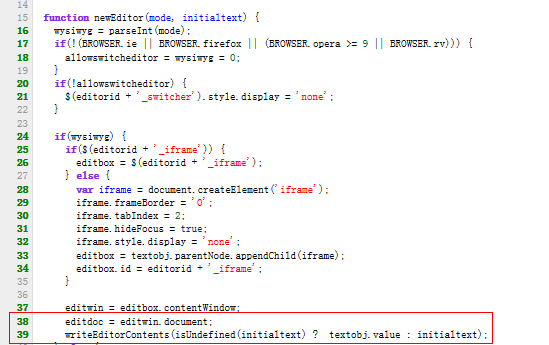 14
15 function newEditor(mode, initialtext) {
16 wysiwyg = parseInt(mode);
17 if(!(BROWSER.ie || BROWSER.firefox || (BROWSER.opera >= 9 || BROWSER.rv))) {
18 allowswitcheditor = wysiwyg = 0;
19 }
20 if(!allowswitcheditor) {
21 $(editorid + '_switcher').style.display = 'none';
22 }
23
24 if(wysiwyg) {
25 if($(editorid + '_iframe')) {
26 editbox = $(editorid + '_iframe');
27 } else {
28 var iframe = document.createElement('iframe');
29 iframe.frameBorder = '0';
30 iframe.tabIndex = 2;
31 iframe.hideFocus = true;
32 iframe.style.display = 'none';
33 editbox = textobj.parentNode.appendChild(iframe);
34 editbox.id = editorid + '_iframe';
35 }
36
37 editwin = editbox.contentWindow;
38 editdoc = editwin.document;
39 writeEditorContents(isUndefined(initialtext) ? textobj.value : initialtext);